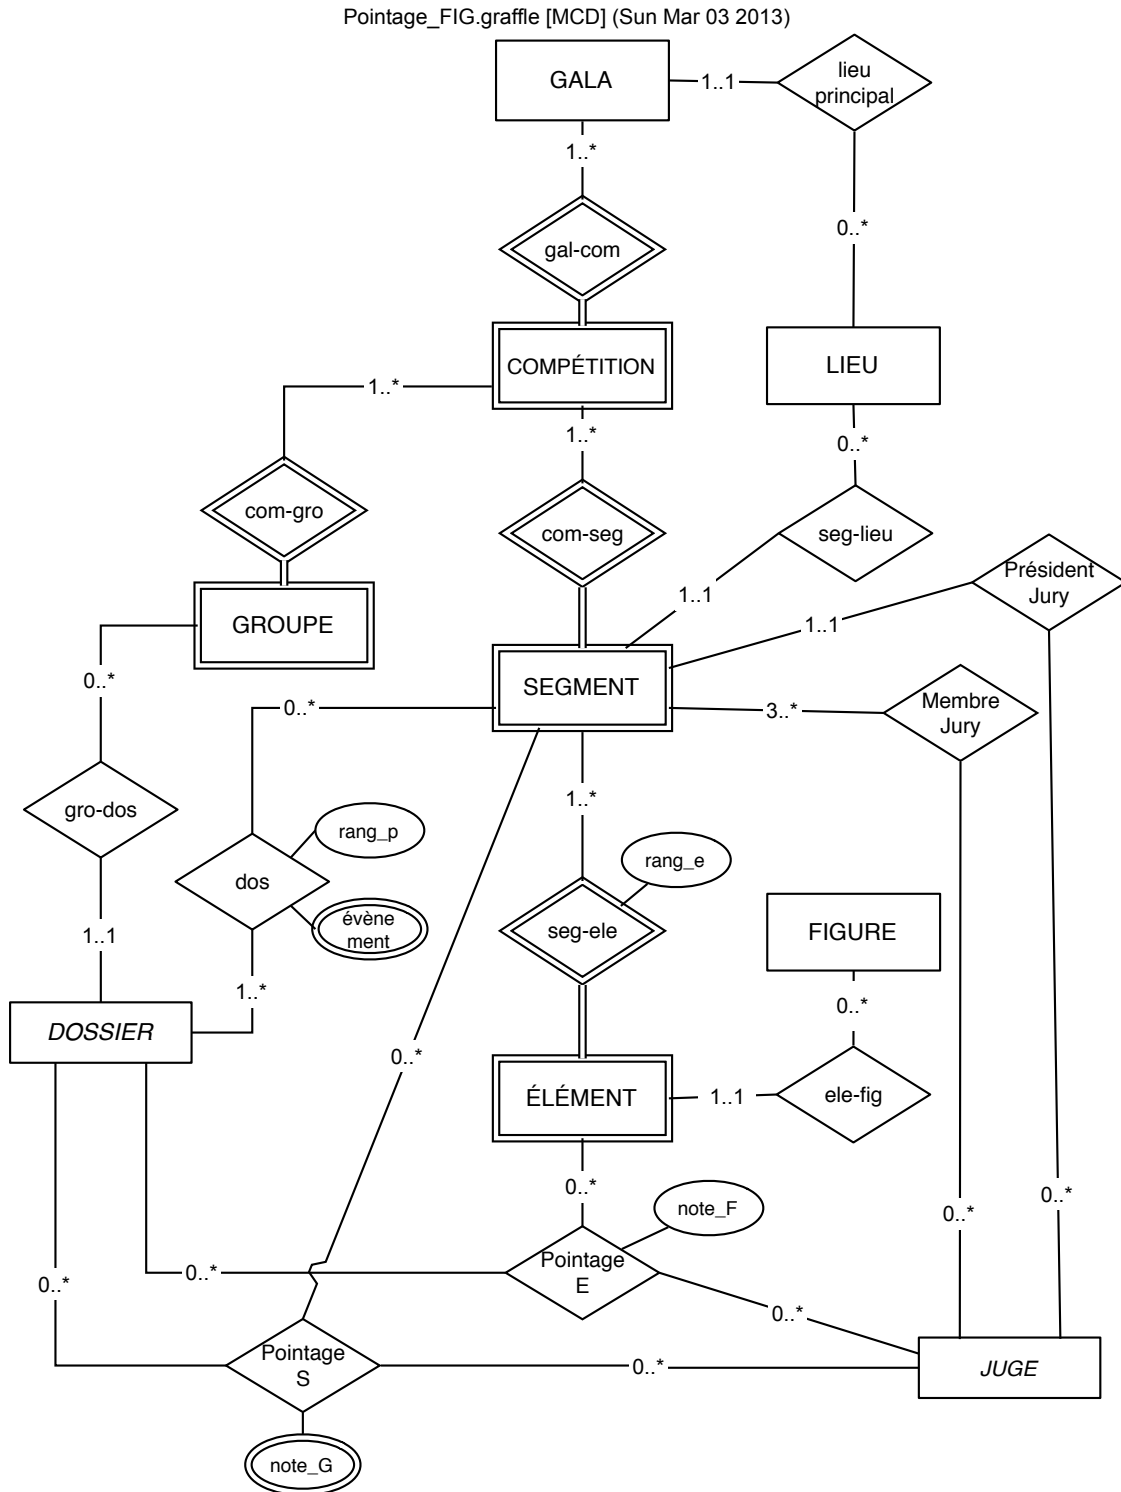 Pointage_FIG.graffle [MCD] (Sun Mar 03 2013)
GALA
1..1
lieu
principal
1..*
0..*
gal-com
COMPÉTITION
LIEU
1..*
1..*
0..*
com-gro
com-seg
seg-lieu
Président
Jury
1..1
1..1
GROUPE
0..*
SEGMENT
0..*
3..*
Membre
Jury
gro-dos
1..*
rang_p
dos
rang_e
évène
ment
seg-ele
FIGURE
1..1
1..*
0..*
DOSSIER
0..*
ÉLÉMENT
1..1
ele-fig
0..*
0..*
0..*
note_F
Pointage
E
0..*
0..*
0..*
Pointage
S
0..*
JUGE
note_G